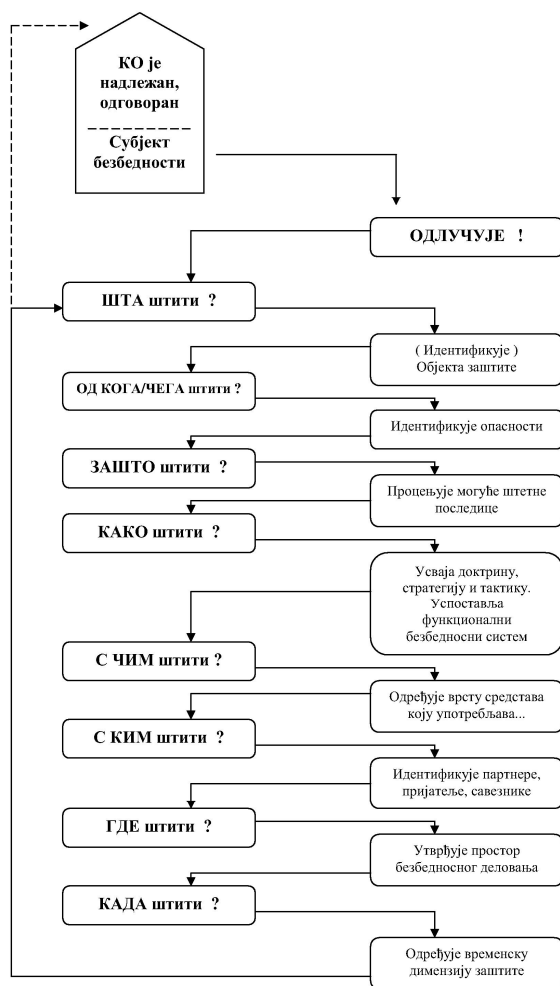 КО је
надлежан,
одговоран
Субјект
безбедности
ОДЛУЧУЈЕ !
ШТА штити ?
( Идентификује )
Објекта заштите
ОД КОГА/ЧЕГА штити ?
Идентификује опасности
ЗАШТО штити ?
Процењује могуће штетне
последице
КАКО штити ?
Усваја доктрину,
стратегију и тактику.
Успоставља
функционални
безбедносни систем
С ЧИМ штити ?
Одређује врсту средстава
коју употребљава...
С КИМ штити ?
Идентификује партнере,
пријатеље, савезнике
ГДЕ штити ?
Утврђује простор
безбедносног деловања
КАДА штити ?
Одређује временску
димензију заштите